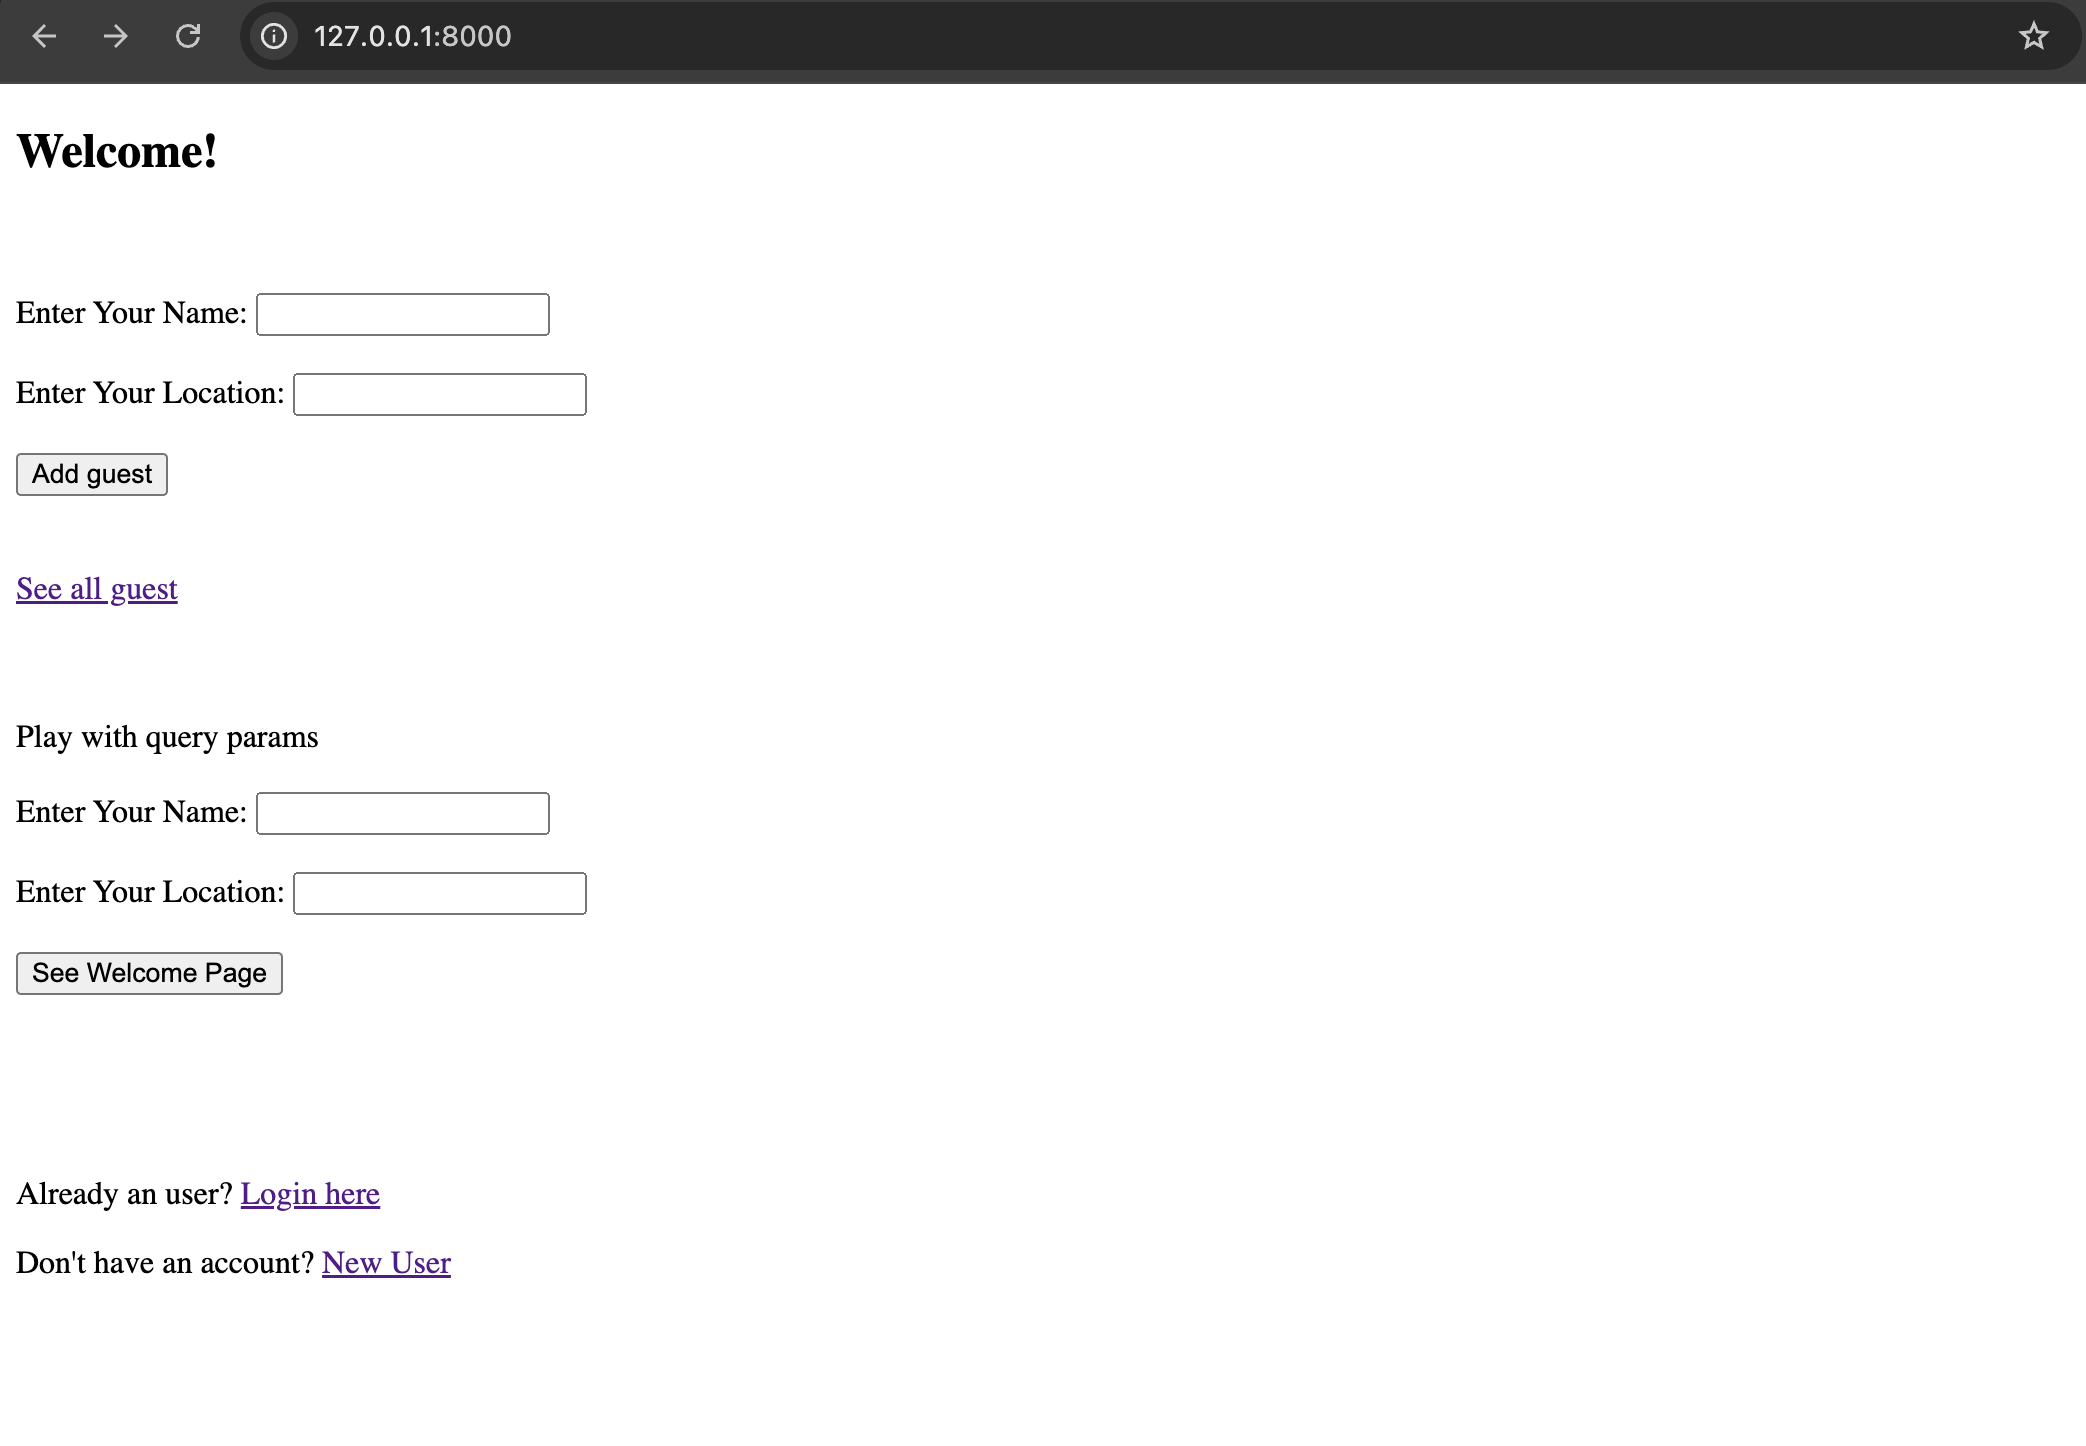 127.0.0.1:8000
Welcome!
Enter Your Name:
Enter Your Location:
Add guest
See all guest
Play with query params
Enter Your Name:
Enter Your Location:
See Welcome Page
Already an user? Login here
Don't have an account? New User